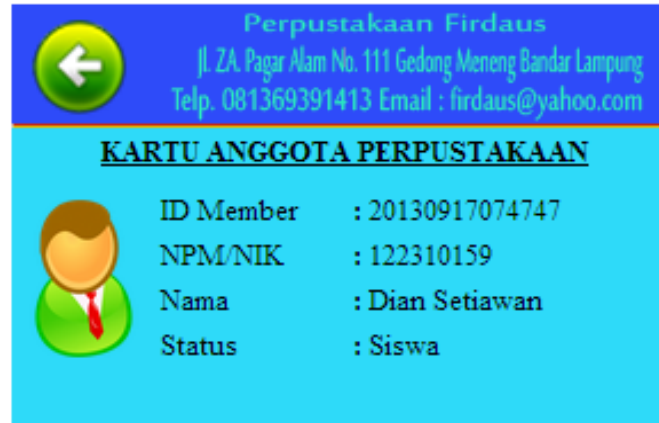 Perpustakaan Firdaus
Jl. ZA. Pagar Alam No. 111 Gedong Meneng Bandar Lampung
Telp. 081369391413 Email : firdaus@yahoo.com
KARTU ANGGOTA PERPUSTAKAAN
ID Member : 20130917074747
NPM/NIK : 122310159
Nama : Dian Setiawan
Status : Siswa